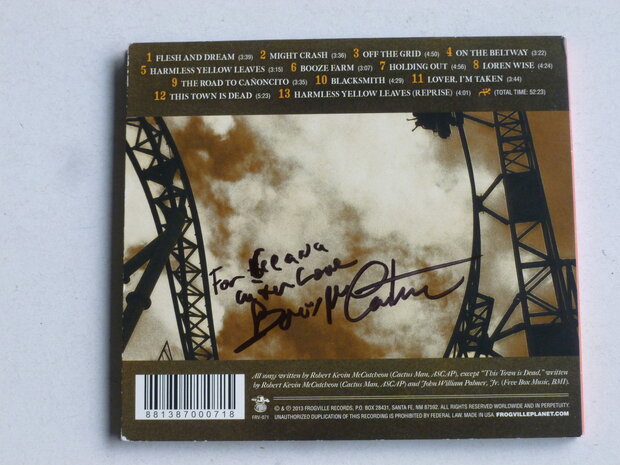 1 FLESH AND DREAM (3:39) 2 MIGHT CRASH (3:36) 3 OFF THE GRID (4:50) 4 ON THE BELTWAY (3:22)
5 HARMLESS YELLOW LEAVES (3:15) 6 BOOZE FARM (3:07) 7 HOLDING OUT (4:56) 8 LOREN WISE (4:24)
9 THE ROAD TO CAÑONCITO (3:35) 10 BLACKSMITH (4:29) 11 LOVER, I'M TAKEN (3:44)
12 THIS TOWN IS DEAD (5:23) 13 HARMLESS YELLOW LEAVES (REPRISE) (4:01) (TOTAL TIME: 52:23)
For
with Love
All songs written by Robert Kevin McCutcheon (Cactus Man, ASCAP), except "This Town is Dead," written
by Robert Kevin McCutcheon (Cactus Man, ASCAP) and John William Palmer, Jr. (Free Box Music, BMI).
881387000718
FRV-071
© & ℗ 2013 FROGVILLE RECORDS, P.O. BOX 28431, SANTA FE, NM 87592. ALL RIGHTS RESERVED WORLDWIDE AND IN PERPETUITY.
UNAUTHORIZED DUPLICATION OF THIS RECORDING IS PROHIBITED BY FEDERAL LAW. MADE IN USA. FROGVILLEPLANET.COM